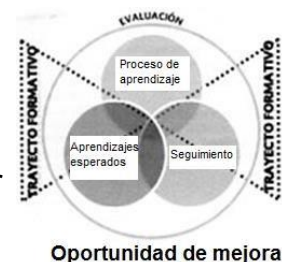 EVALUACIÓN
TRAYECTO FORMATIVO
Proceso de
aprendizaje
TRAYECTO FORMATIVO
Aprendizajes
esperados
Seguimiento
Oportunidad de mejora